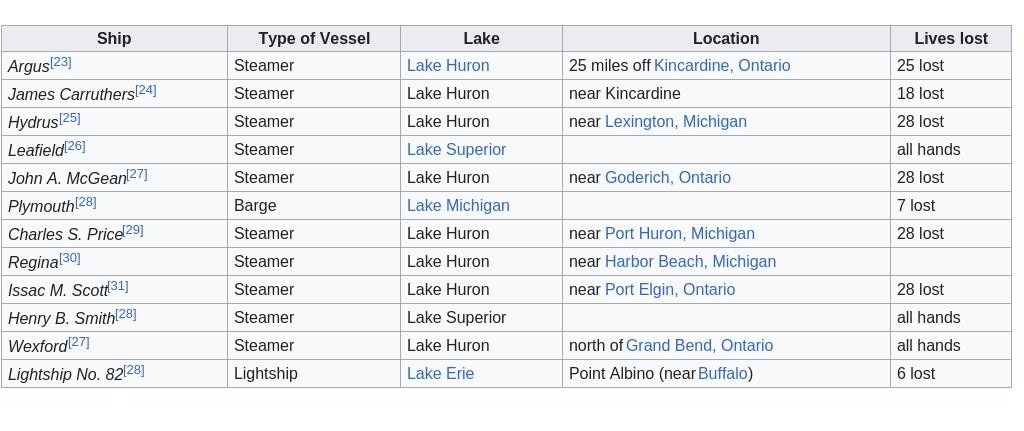 Ship Type of Vessel Lake Location Lives lost
Argus[23] Steamer Lake Huron 25 miles off Kincardine, Ontario 25 lost
James Carruthers[24] Steamer Lake Huron near Kincardine 18 lost
Hydrus[25] Steamer Lake Huron near Lexington, Michigan 28 lost
Leafield[26] Steamer Lake Superior all hands
John A. McGean[27] Steamer Lake Huron near Goderich, Ontario 28 lost
Plymouth[28] Barge Lake Michigan 7 lost
Charles S. Price[29] Steamer Lake Huron near Port Huron, Michigan 28 lost
Regina[30] Steamer Lake Huron near Harbor Beach, Michigan
Issac M. Scott[31] Steamer Lake Huron near Port Elgin, Ontario 28 lost
Henry B. Smith[28] Steamer Lake Superior all hands
Wexford[27] Steamer Lake Huron north of Grand Bend, Ontario all hands
Lightship No. 82[28] Lightship Lake Erie Point Albino (near Buffalo) 6 lost